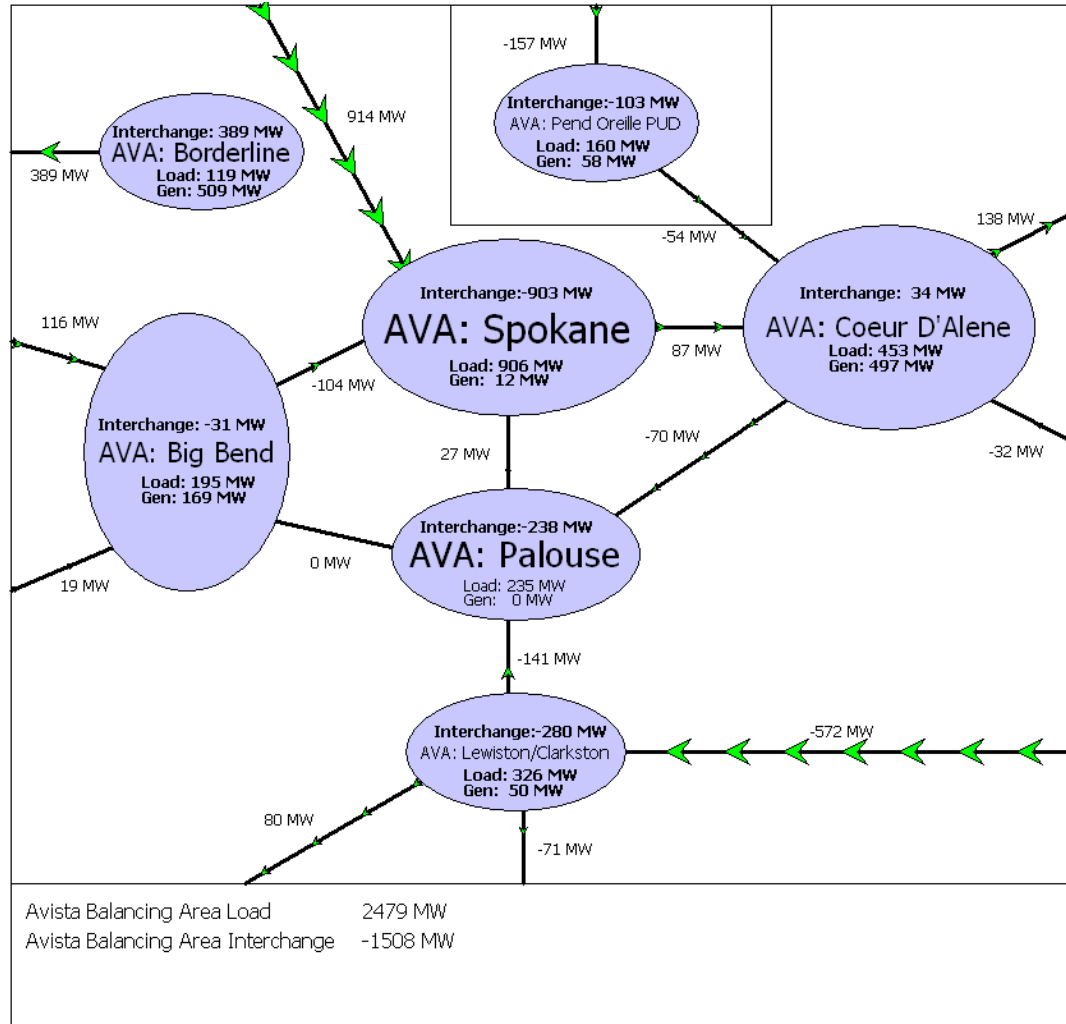 -157 MW
914 MW
Interchange:-103 MW
AVA: Pend Oreille PUD
Load: 160 MW
Gen: 58 MW
Interchange: 389 MW
AVA: Borderline
Load: 119 MW
Gen: 509 MW
389 MW
138 MW
-54 MW
Interchange:-903 MW
AVA: Spokane
Load: 906 MW
Gen: 12 MW
Interchange: 34 MW
AVA: Coeur D'Alene
Load: 453 MW
Gen: 497 MW
116 MW
87 MW
-104 MW
Interchange: -31 MW
AVA: Big Bend
Load: 195 MW
Gen: 169 MW
27 MW
-70 MW
-32 MW
Interchange:-238 MW
AVA: Palouse
Load: 235 MW
Gen: 0 MW
0 MW
19 MW
-141 MW
Interchange:-280 MW
AVA: Lewiston/Clarkston
Load: 326 MW
Gen: 50 MW
-572 MW
80 MW
-71 MW
Avista Balancing Area Load 2479 MW
Avista Balancing Area Interchange -1508 MW